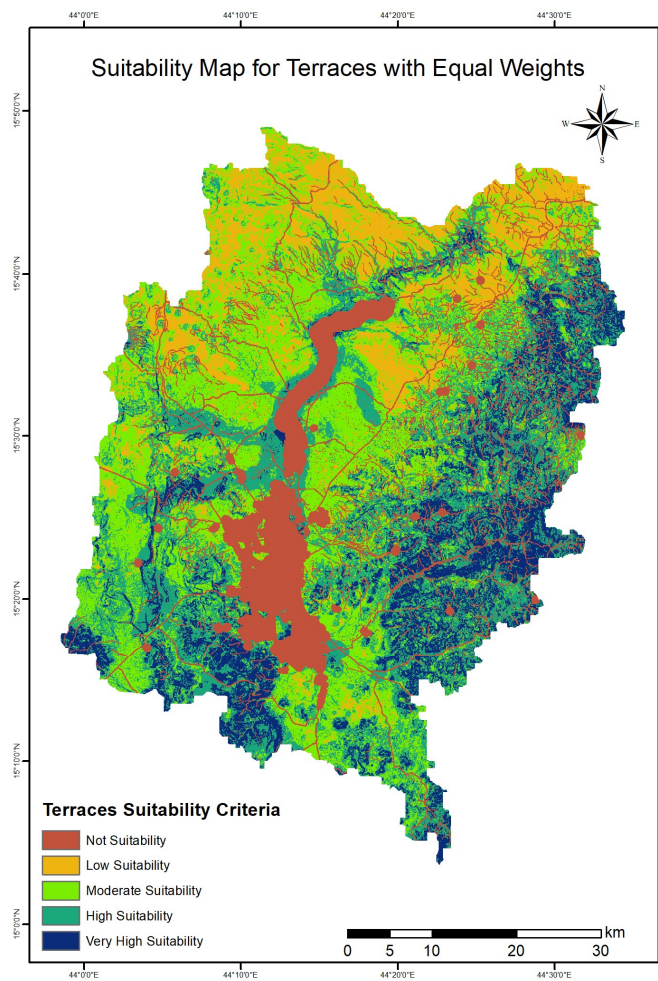 44°0'0"E 44°10'0"E 44°20'0"E 44°30'0"E
Suitability Map for Terraces with Equal Weights
N
W E
S
15°50'0"N
15°40'0"N
15°30'0"N
15°20'0"N
15°10'0"N
15°0'0"N
Terraces Suitability Criteria
Not Suitability
Low Suitability
Moderate Suitability
High Suitability
Very High Suitability
km
0 5 10 20 30
44°0'0"E 44°10'0"E 44°20'0"E 44°30'0"E